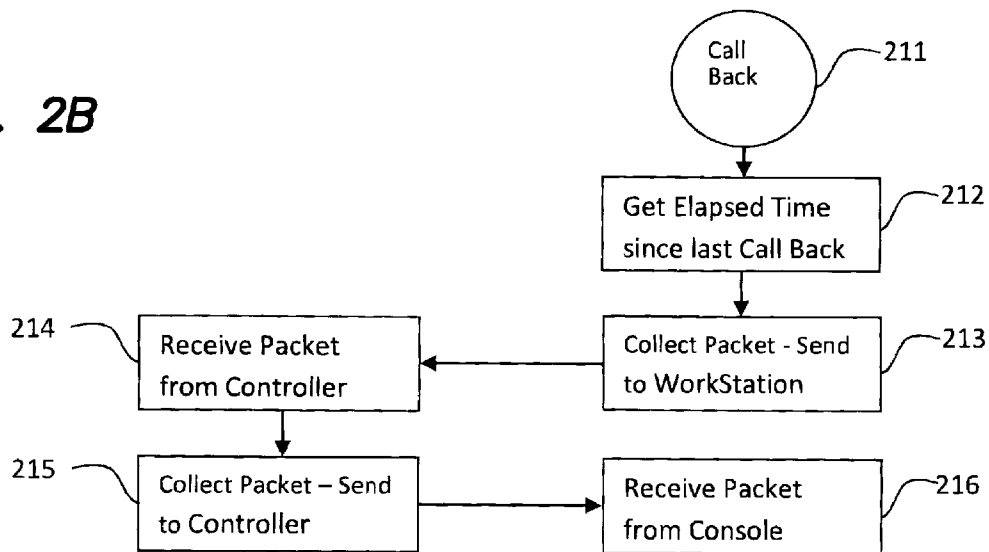 . 2B
Call
Back
211
Get Elapsed Time
since last Call Back
212
Collect Packet - Send
to WorkStation
213
214
Receive Packet
from Controller
215
Collect Packet – Send
to Controller
Receive Packet
from Console
216